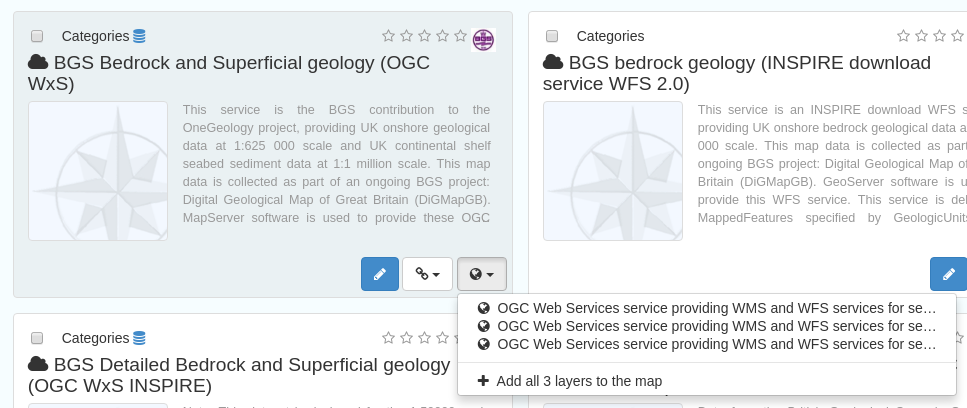 Categories
BGS Bedrock and Superficial geology (OGC
WxS)
This service is the BGS contribution to the
OneGeology project, providing UK onshore geological
data at 1:625 000 scale and UK continental shelf
seabed sediment data at 1:1 million scale. This map
data is collected as part of an ongoing BGS project:
Digital Geological Map of Great Britain (DiGMapGB).
MapServer software is used to provide these OGC
Categories
BGS bedrock geology (INSPIRE download
service WFS 2.0)
This service is an INSPIRE download WFS s
providing UK onshore bedrock geological data a
000 scale. This map data is collected as part
ongoing BGS project: Digital Geological Map of
Britain (DiGMapGB). GeoServer software is u
provide this WFS service. This service is del
MappedFeatures specified by GeologicUnits
OGC Web Services service providing WMS and WFS services for se…
OGC Web Services service providing WMS and WFS services for se…
OGC Web Services service providing WMS and WFS services for se…
Add all 3 layers to the map
Categories
BGS Detailed Bedrock and Superficial geology
(OGC WxS INSPIRE)